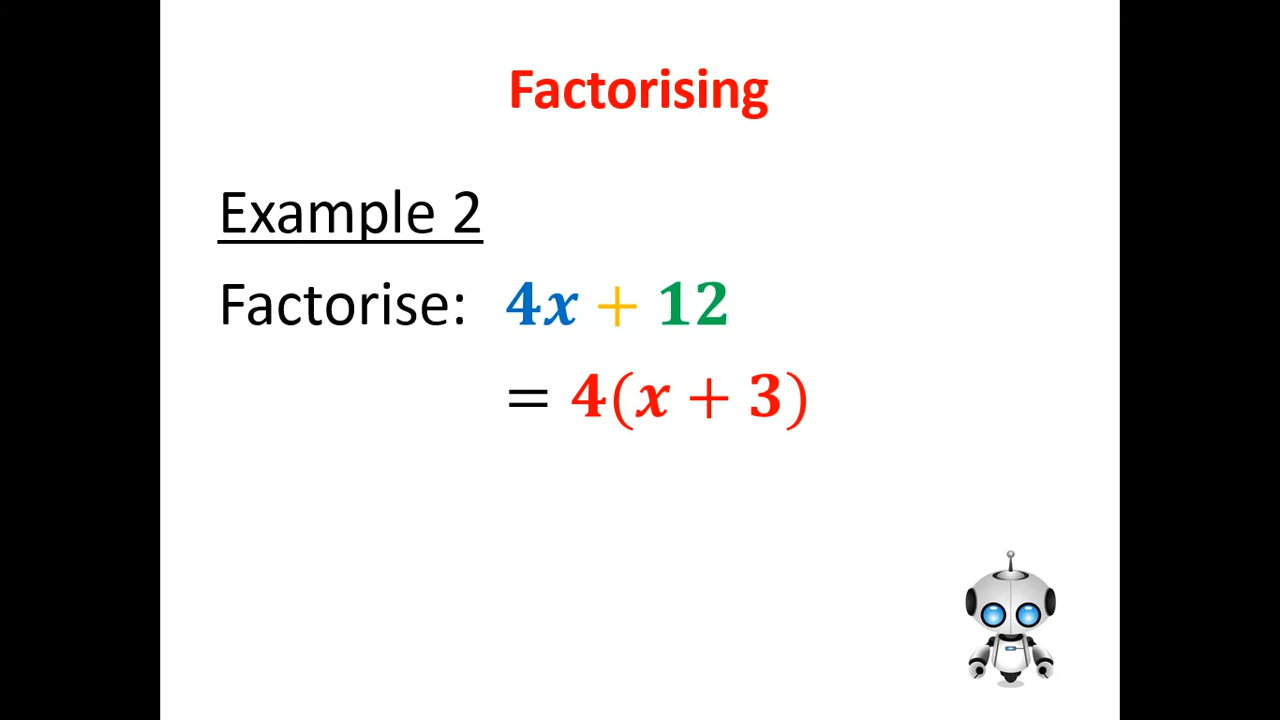 Factorising
Example 2
Factorise: 4x + 12
= 4(x + 3)